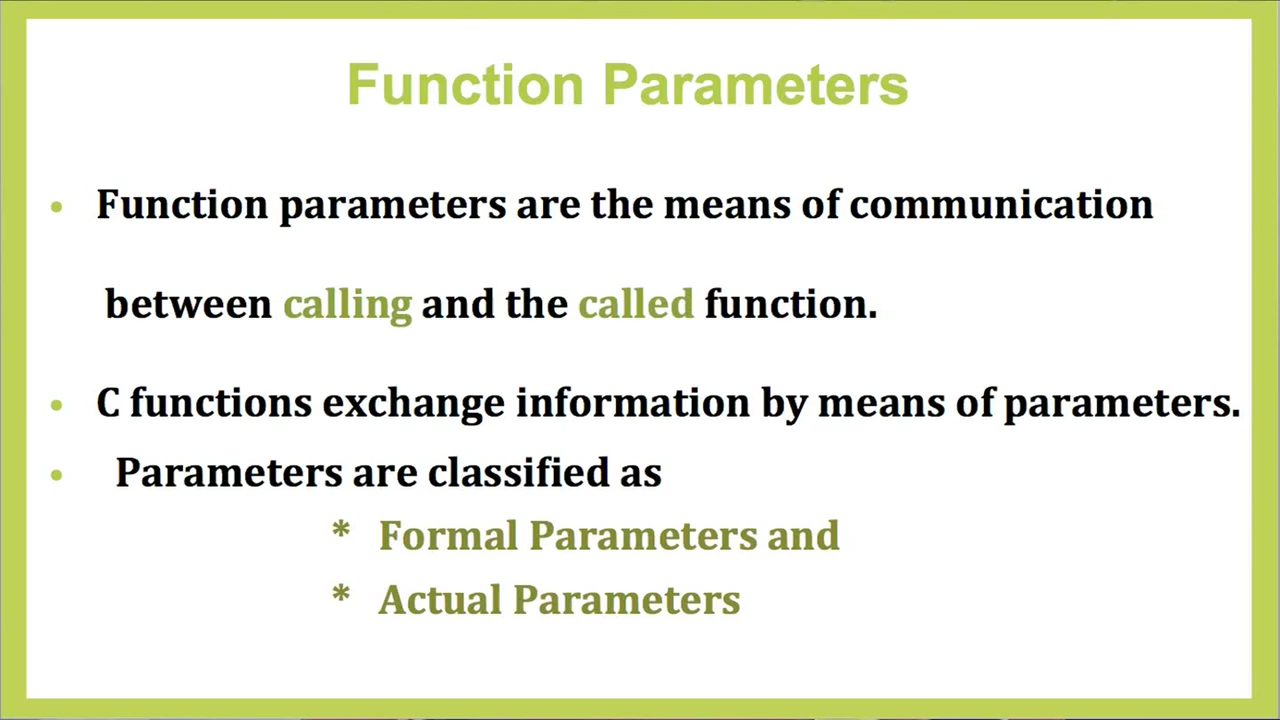 Function Parameters
• Function parameters are the means of communication
between calling and the called function.
• C functions exchange information by means of parameters.
• Parameters are classified as
* Formal Parameters and
* Actual Parameters